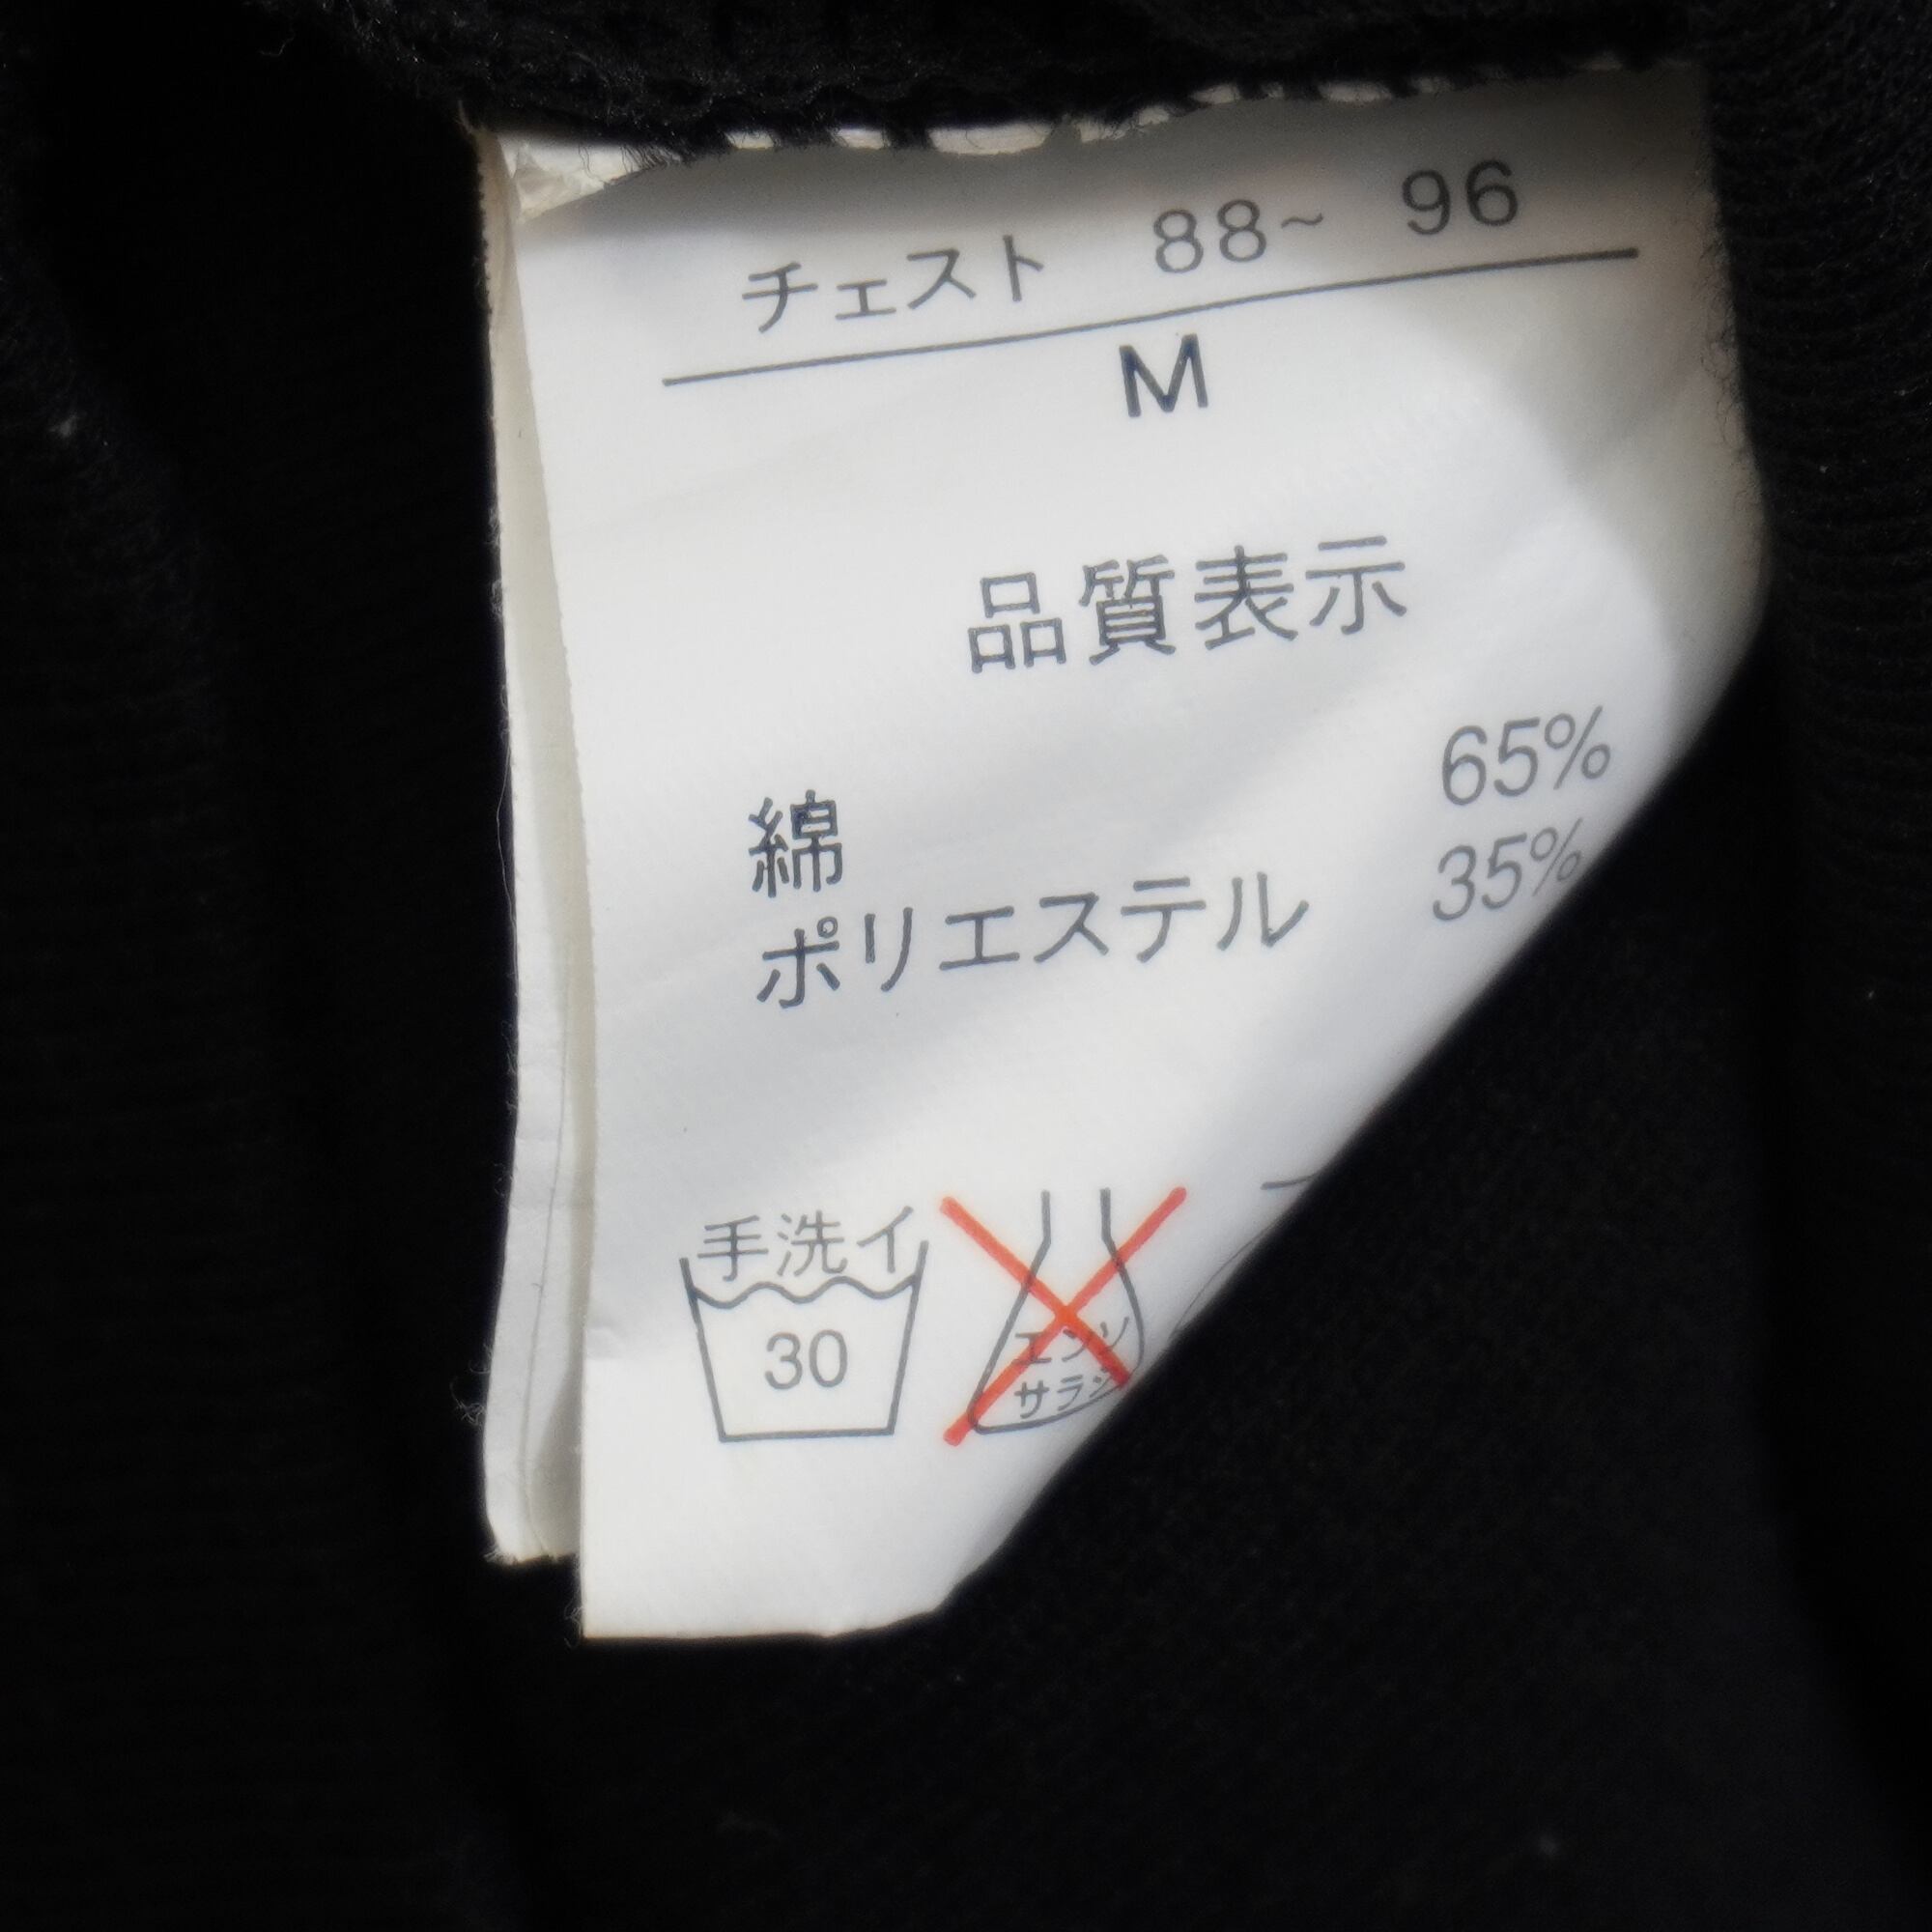 チェスト 88~ 96
M
品質表示
綿 65%
ポリエステル 35%
手洗イ
30
エンソ
サラシ